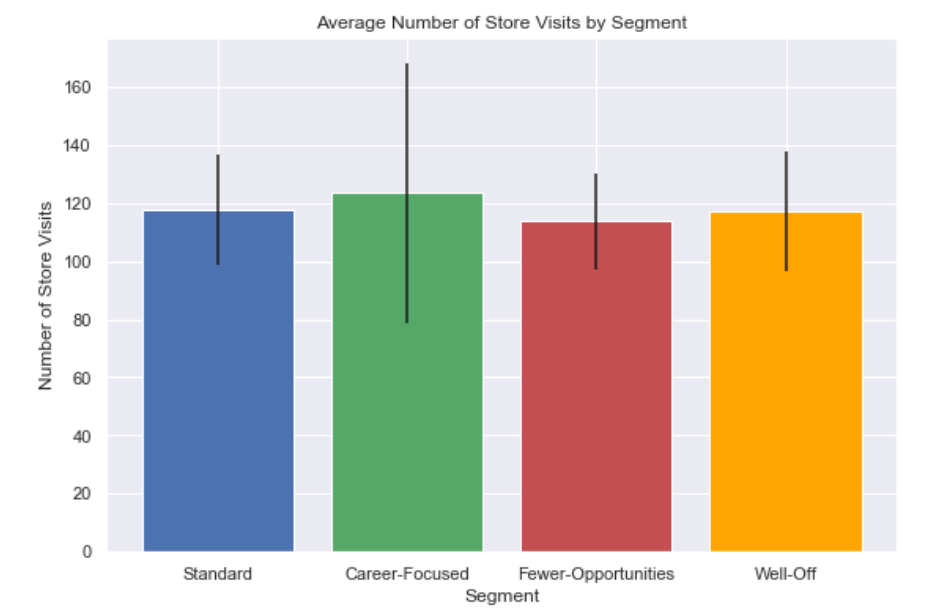 Average Number of Store Visits by Segment
Number of Store Visits
160
140
120
100
80
60
40
20
0
Standard Career-Focused Fewer-Opportunities Well-Off
Segment